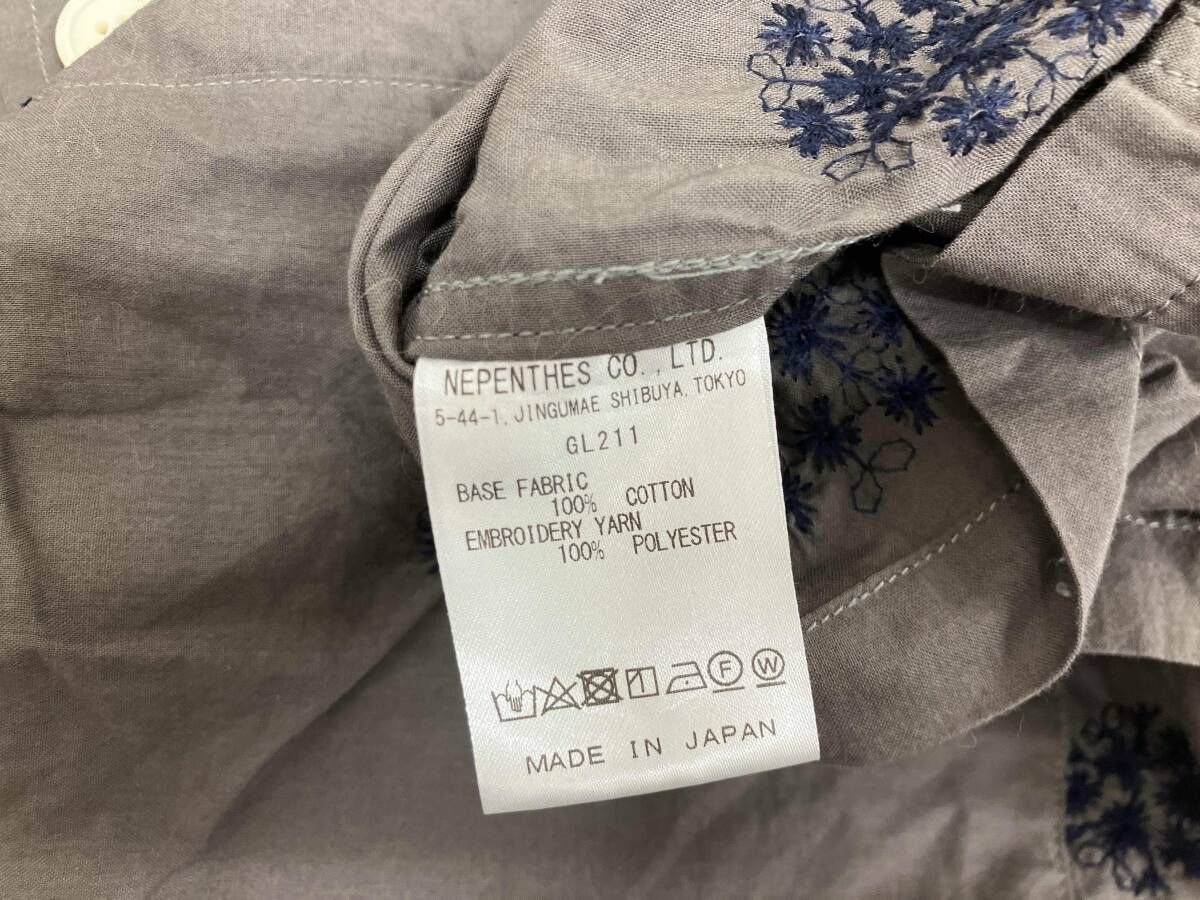 NEPENTHES CO.,LTD.
5-44-1, JINGUMAE SHIBUYA, TOKYO
GL211
BASE FABRIC
100% COTTON
EMBROIDERY YARN
100% POLYESTER
F W
MADE IN JAPAN